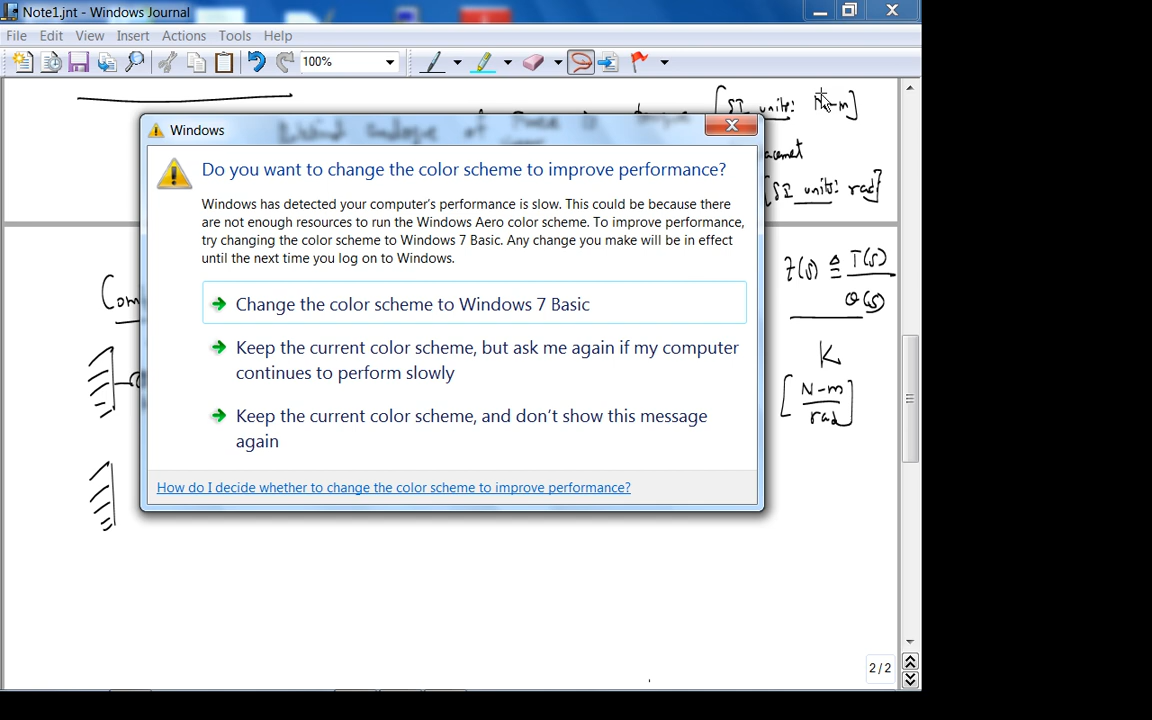 Note1.jnt - Windows Journal
File Edit View Insert Actions Tools Help
100%
of Force is torque [SI units: N-m]
Windows
Do you want to change the color scheme to improve performance?
[SI units: rad]
Windows has detected your computer's performance is slow. This could be because there
are not enough resources to run the Windows Aero color scheme. To improve performance,
try changing the color scheme to Windows 7 Basic. Any change you make will be in effect
until the next time you log on to Windows.
Z(s) ≜ T(s)
θ(s)
Change the color scheme to Windows 7 Basic
Keep the current color scheme, but ask me again if my computer
continues to perform slowly
K
[N-m
rad]
Keep the current color scheme, and don't show this message
again
How do I decide whether to change the color scheme to improve performance?
2 / 2